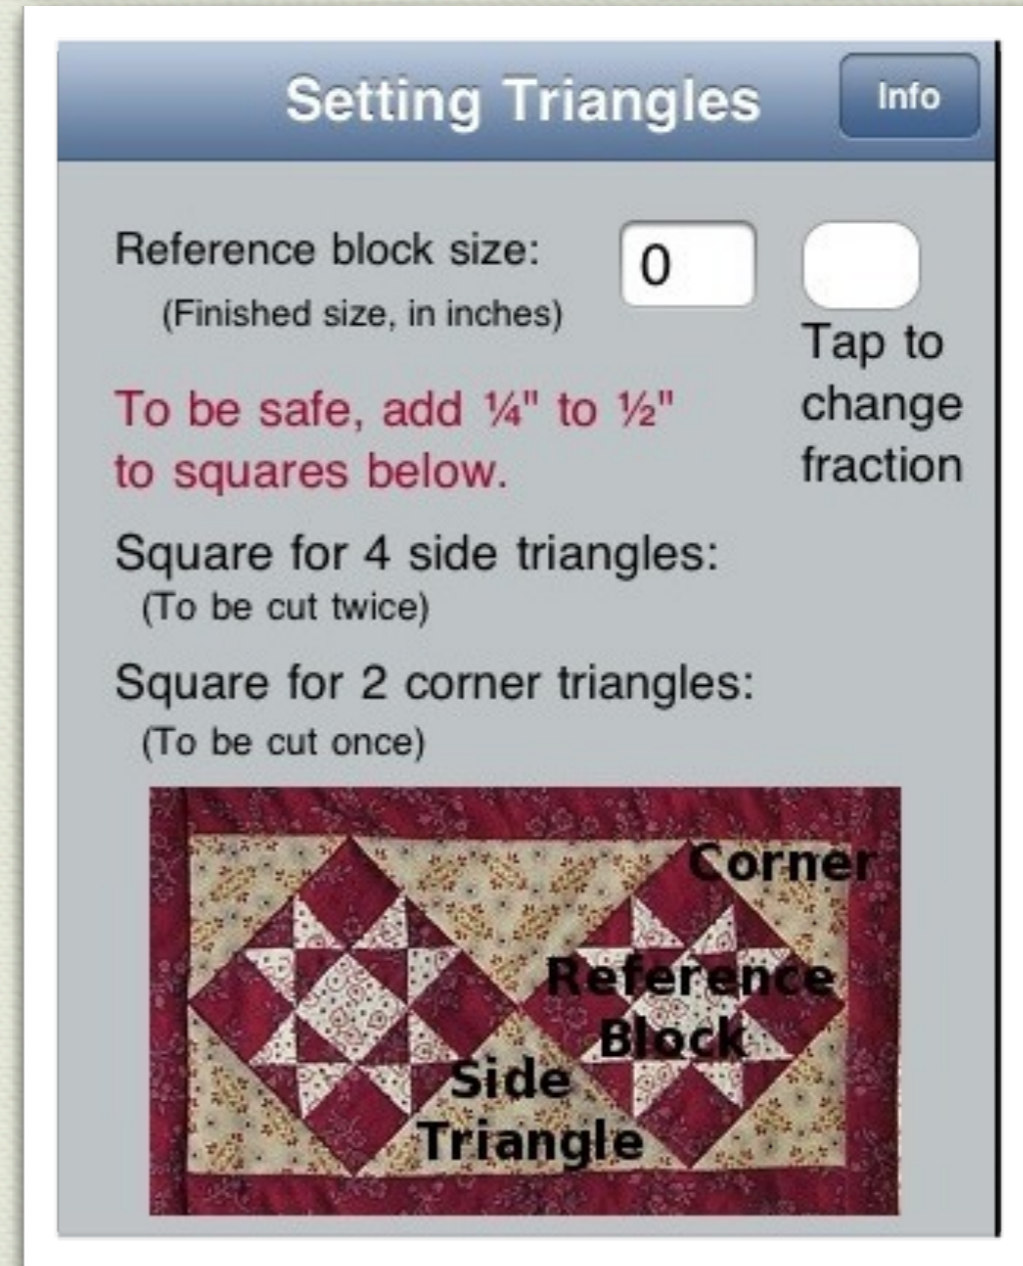 Setting Triangles
Info
Reference block size:
0
(Finished size, in inches)
Tap to
change
fraction
To be safe, add ¼" to ½"
to squares below.
Square for 4 side triangles:
(To be cut twice)
Square for 2 corner triangles:
(To be cut once)
Corner
Reference
Block
Side
Triangle